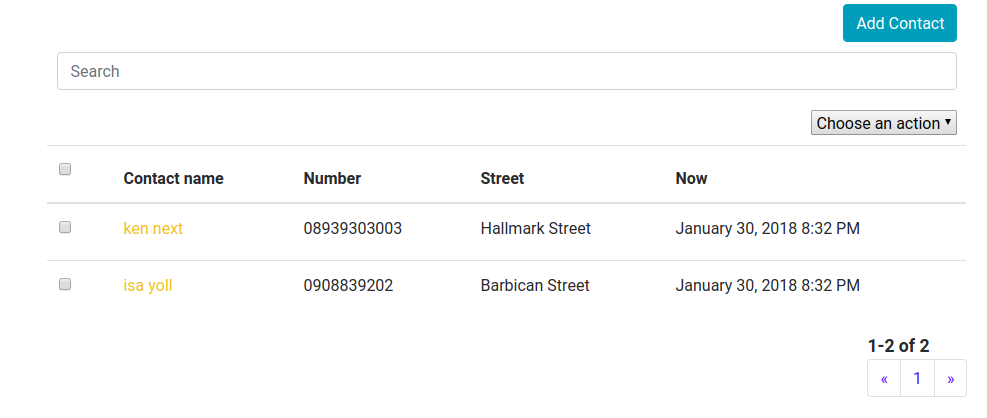 Add Contact
Search
Choose an action ▾
Contact name Number Street Now
ken next 08939303003 Hallmark Street January 30, 2018 8:32 PM
isa yoll 0908839202 Barbican Street January 30, 2018 8:32 PM
1-2 of 2
« 1 »